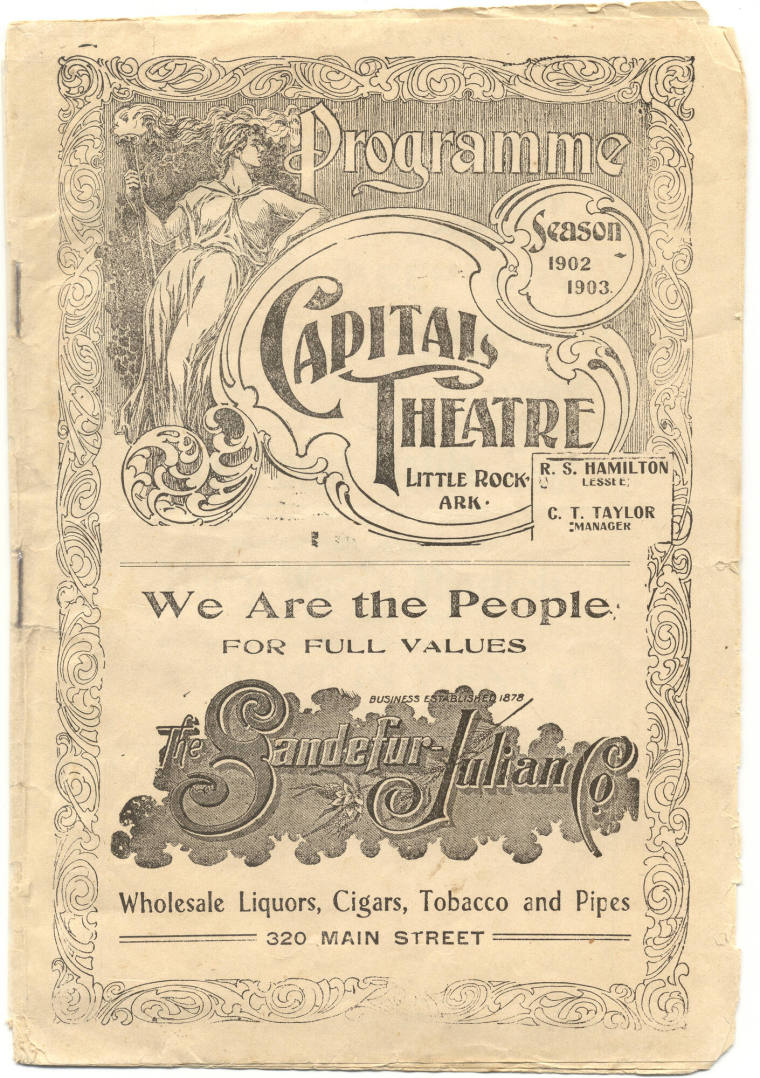 Programme
Season
1902
1903.
Capital
Theatre
Little Rock.
Ark.
R. S. HAMILTON
LESSEE
C. T. TAYLOR
MANAGER
We Are the People
FOR FULL VALUES
BUSINESS ESTABLISHED 1878
The Sandefur-Julian Co
Wholesale Liquors, Cigars, Tobacco and Pipes
320 MAIN STREET